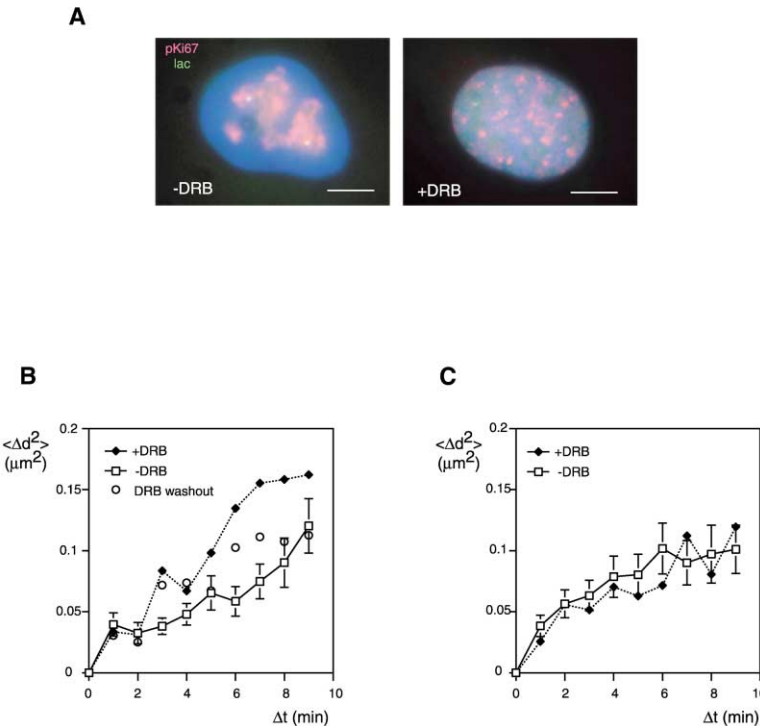 A
pKi67
lac
-DRB
+DRB
B
C
<Δd²>
(μm²)
0.2
0.15
0.1
0.05
0
+DRB
-DRB
DRB washout
0 2 4 6 8 10
Δt (min)
<Δd²>
(μm²)
0.2
0.15
0.1
0.05
0
+DRB
-DRB
0 2 4 6 8 10
Δt (min)